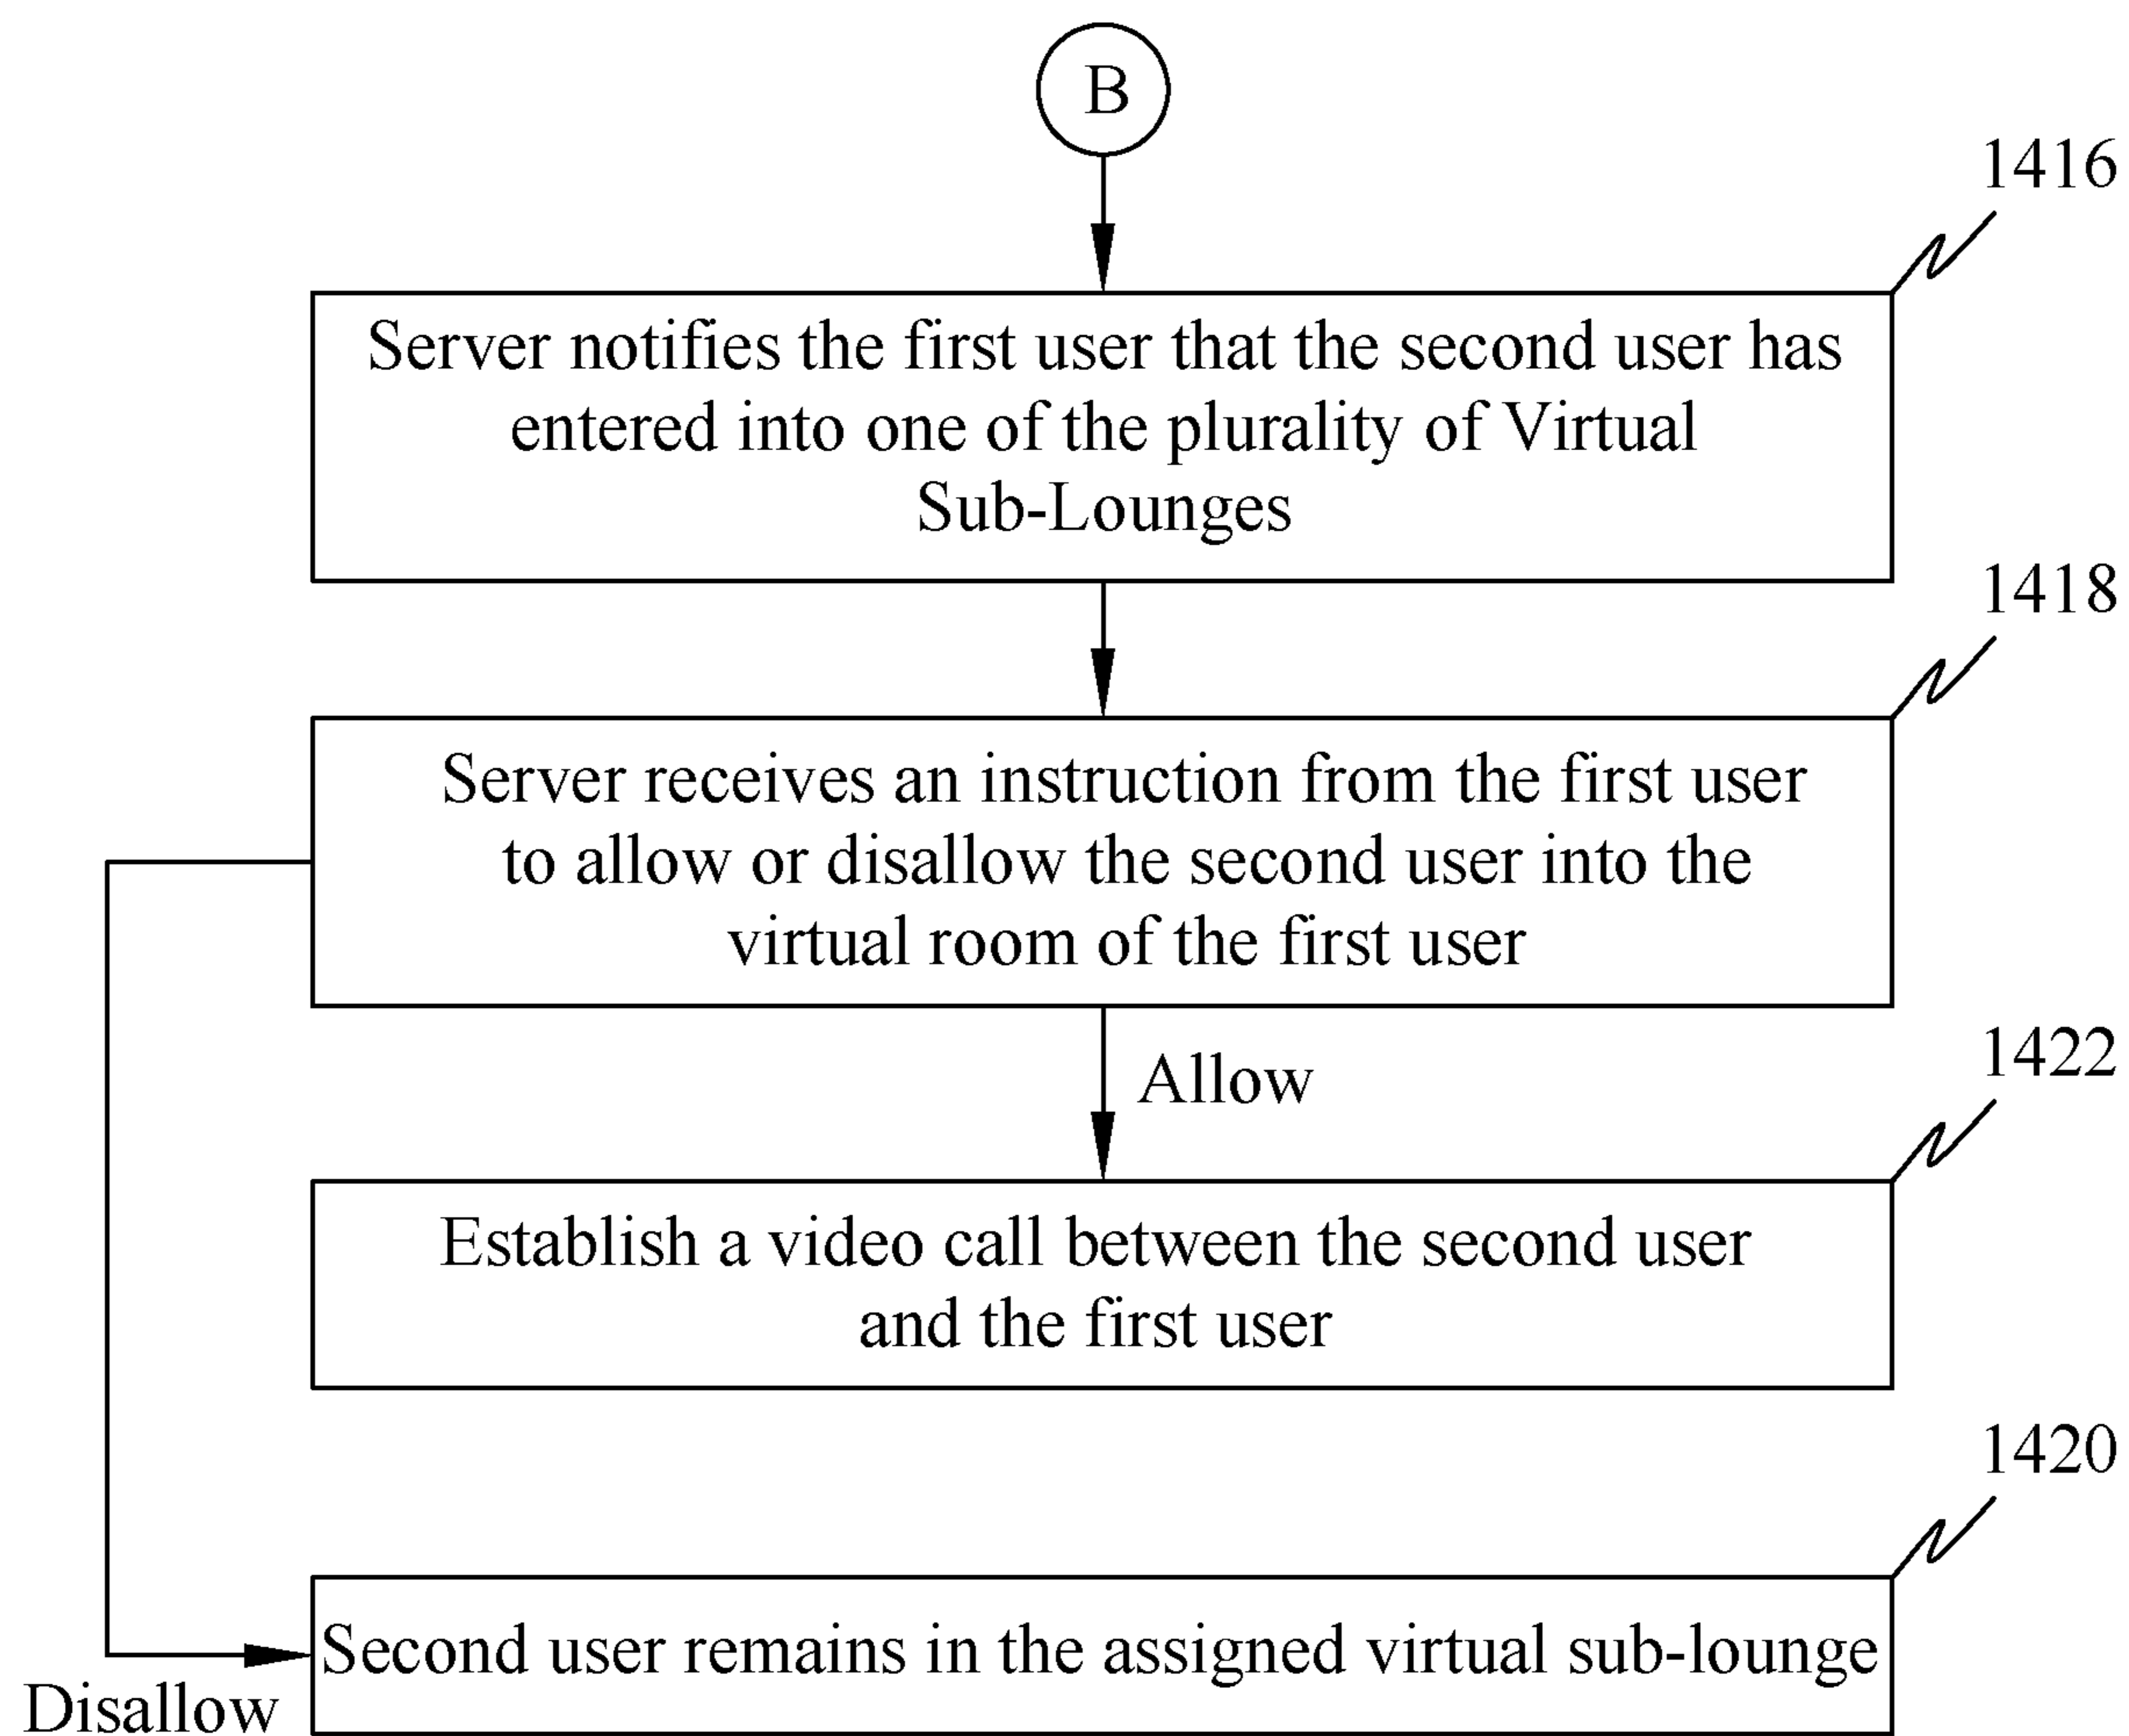 B
1416
Server notifies the first user that the second user has
entered into one of the plurality of Virtual
Sub-Lounges
1418
Server receives an instruction from the first user
to allow or disallow the second user into the
virtual room of the first user
Allow
1422
Establish a video call between the second user
and the first user
1420
Second user remains in the assigned virtual sub-lounge
Disallow